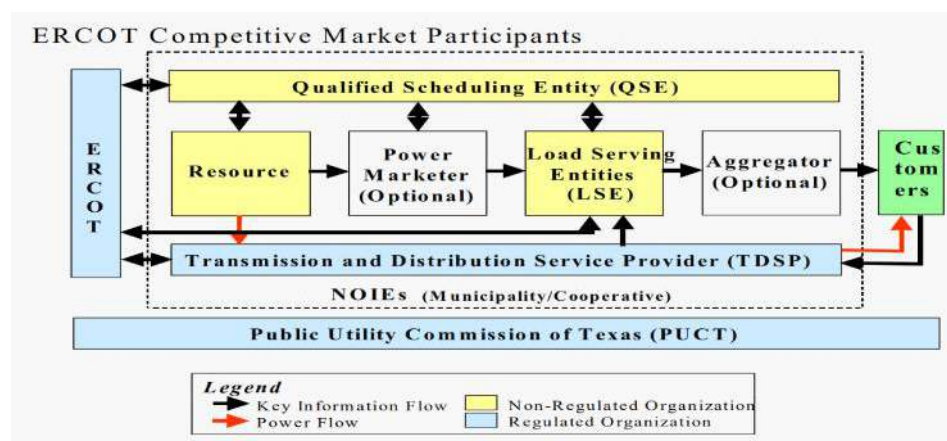 ERCOT Competitive Market Participants
Qualified Scheduling Entity (QSE)
E
R
C
O
T
Resource
Power
Marketer
(Optional)
Load Serving
Entities
(LSE)
Aggregator
(Optional)
Cus
tom
ers
Transmission and Distribution Service Provider (TDSP)
NOIEs (Municipality/Cooperative)
Public Utility Commission of Texas (PUCT)
Legend
Key Information Flow
Power Flow
Non-Regulated Organization
Regulated Organization